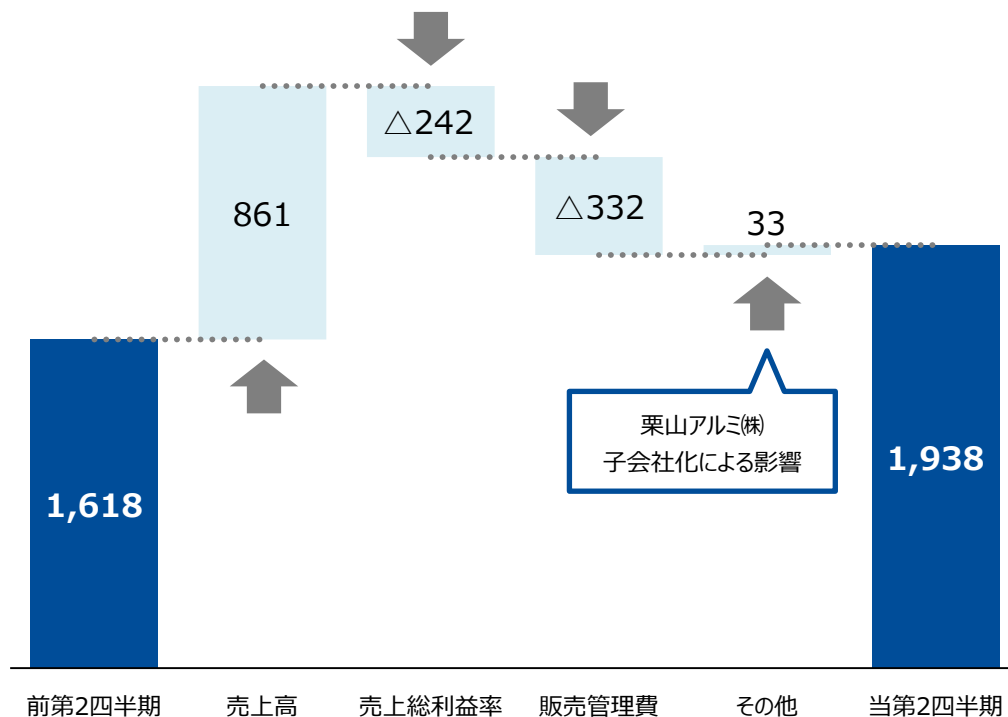 △242
861
△332
33
栗山アルミ㈱
子会社化による影響
1,618
1,938
前第2四半期
売上高
売上総利益率
販売管理費
その他
当第2四半期